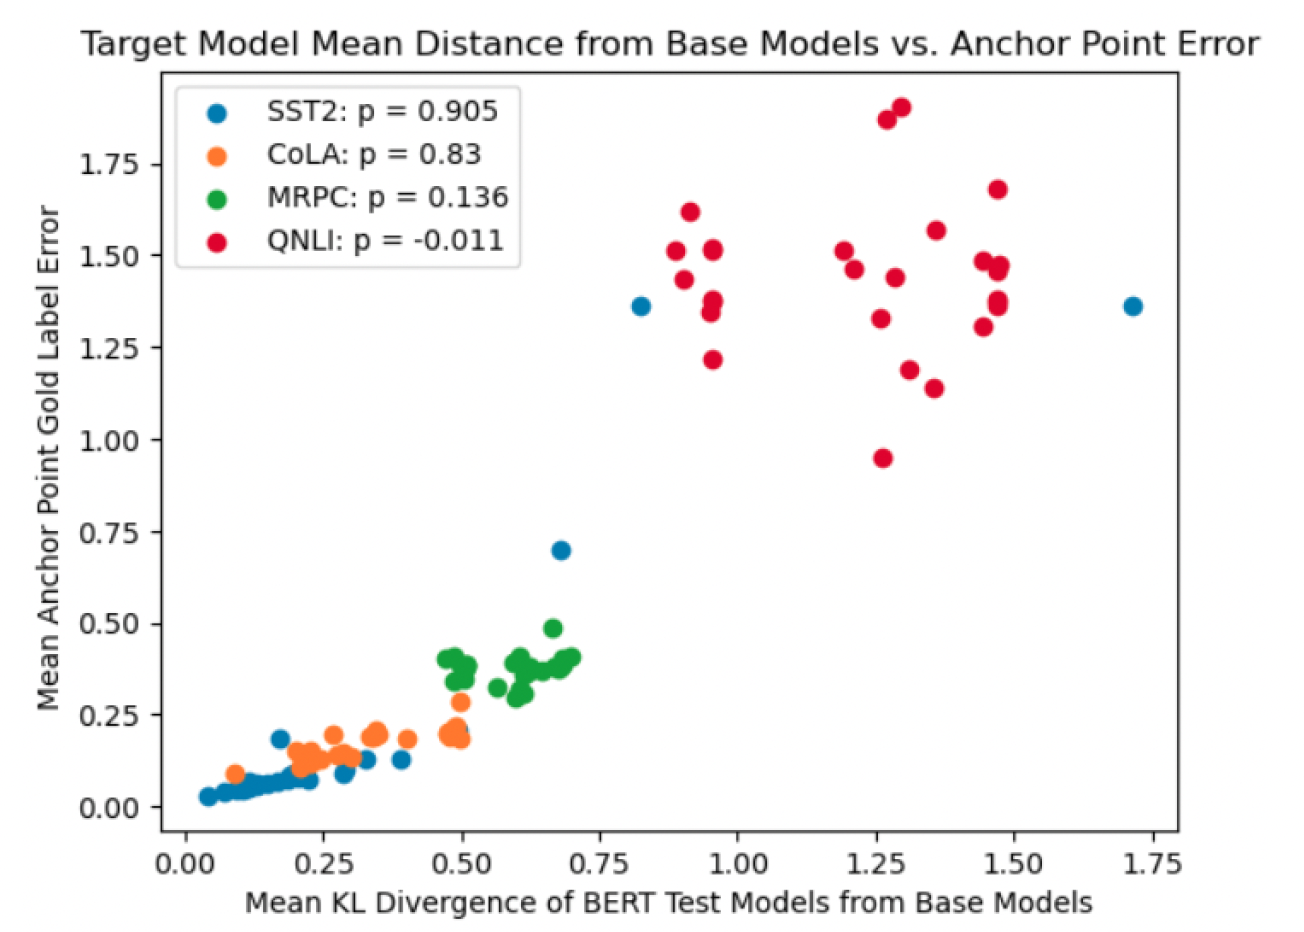 Target Model Mean Distance from Base Models vs. Anchor Point Error
SST2: p = 0.905
CoLA: p = 0.83
MRPC: p = 0.136
QNLI: p = -0.011
Mean Anchor Point Gold Label Error
1.75
1.50
1.25
1.00
0.75
0.50
0.25
0.00
0.00 0.25 0.50 0.75 1.00 1.25 1.50 1.75
Mean KL Divergence of BERT Test Models from Base Models